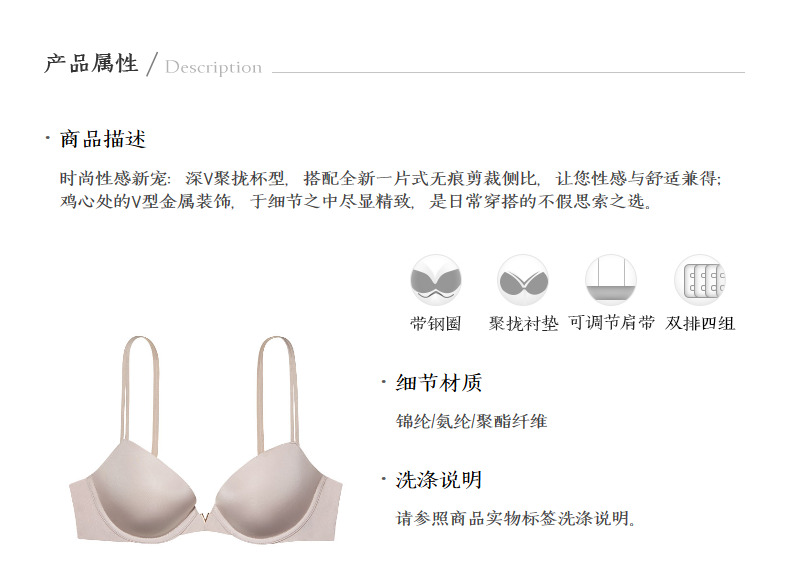 产品属性 / Description
· 商品描述
时尚性感新宠：深V聚拢杯型，搭配全新一片式无痕剪裁侧比，让您性感与舒适兼得；
鸡心处的V型金属装饰，于细节之中尽显精致，是日常穿搭的不假思索之选。
带钢圈 聚拢衬垫 可调节肩带 双排四组
· 细节材质
锦纶/氨纶/聚酯纤维
· 洗涤说明
请参照商品实物标签洗涤说明。